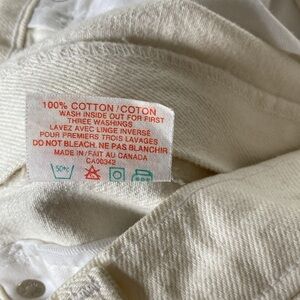 100% COTTON/COTON
WASH INSIDE OUT FOR FIRST
THREE WASHINGS
LAVEZ AVEC LINGE INVERSÉ
POUR PREMIERS TROIS LAVAGES
DO NOT BLEACH. NE PAS BLANCHIR
MADE IN/FAIT AU CANADA
CA00342
50°C